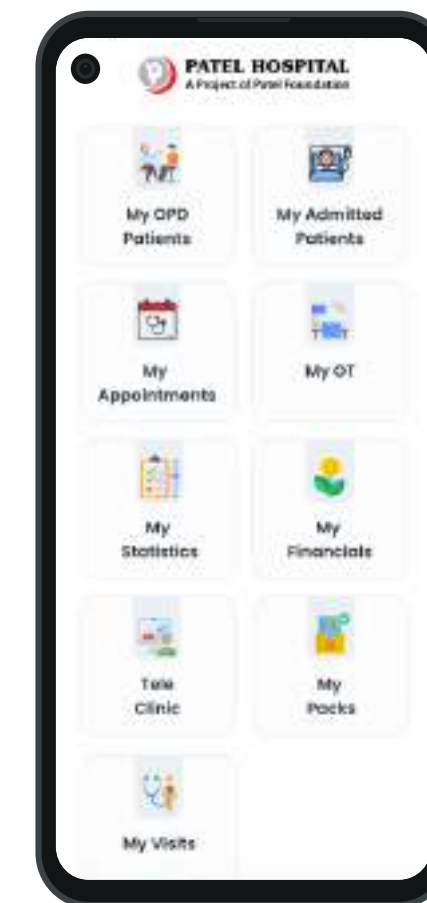 PATEL HOSPITAL
A Project of Patel Foundation
My OPD
Patients
My Admitted
Patients
My
Appointments
My OT
My
Statistics
My
Financials
Tele
Clinic
My
Packs
My Visits